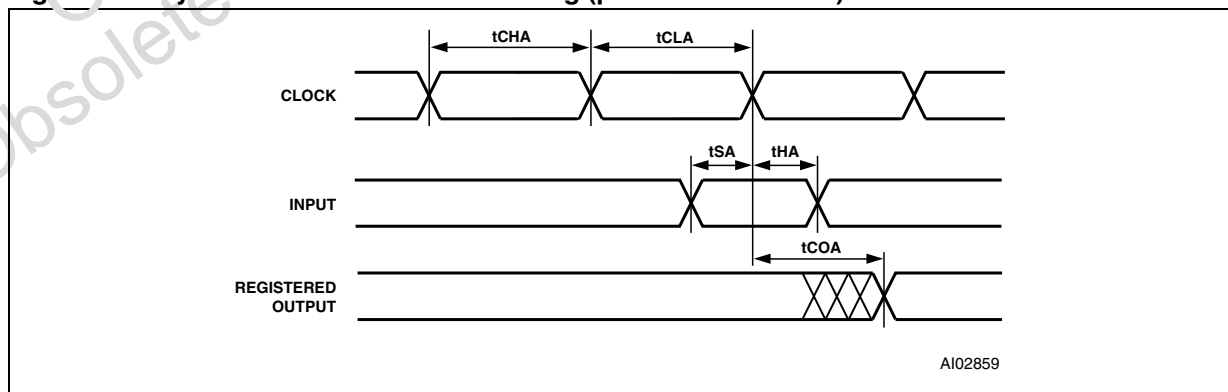 tCHA tCLA
CLOCK
tSA tHA
INPUT
tCOA
REGISTERED
OUTPUT
AI02859